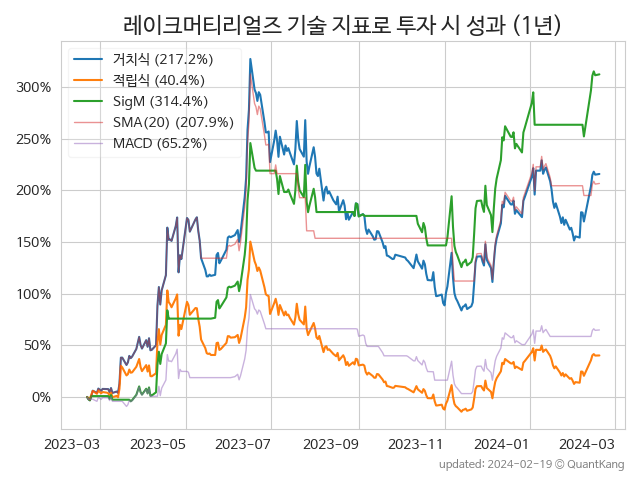 레이크머티리얼즈 기술 지표로 투자 시 성과 (1년)
거치식 (217.2%)
적립식 (40.4%)
SigM (314.4%)
SMA(20) (207.9%)
MACD (65.2%)
300%
250%
200%
150%
100%
50%
0%
2023-03 2023-05 2023-07 2023-09 2023-11 2024-01 2024-03
updated: 2024-02-19 © QuantKang